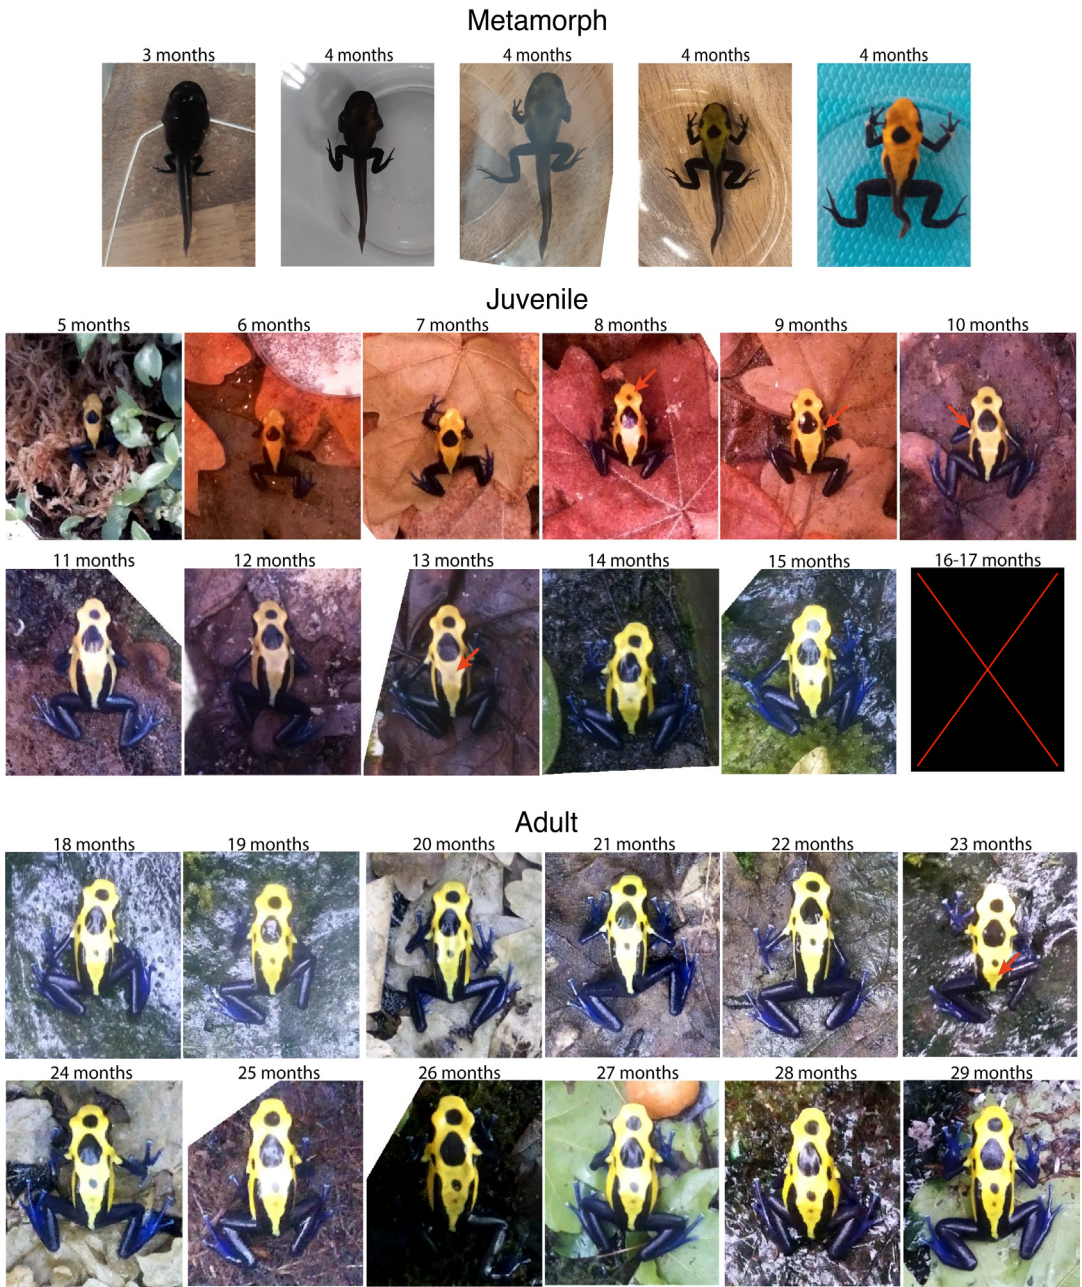 Metamorph
3 months
4 months
4 months
4 months
4 months
Juvenile
5 months
6 months
7 months
8 months
9 months
10 months
11 months
12 months
13 months
14 months
15 months
16-17 months
Adult
18 months
19 months
20 months
21 months
22 months
23 months
24 months
25 months
26 months
27 months
28 months
29 months